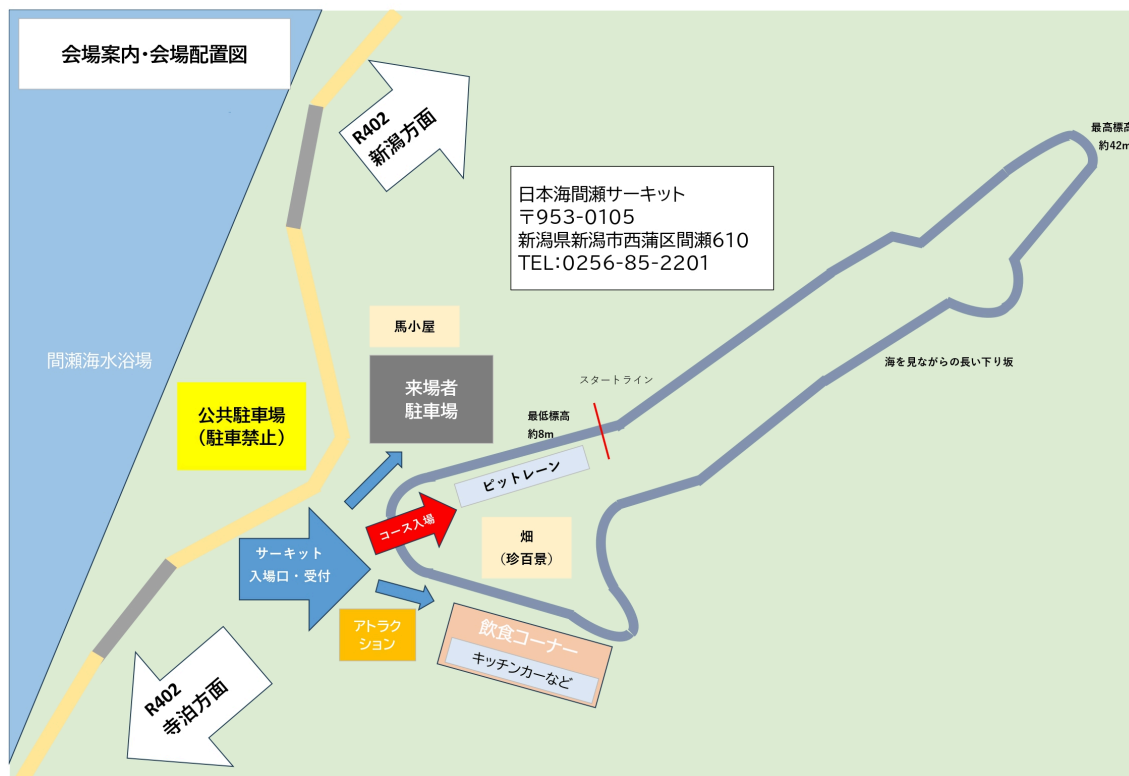 会場案内・会場配置図
R402
新潟方面
最高標高
約42m
日本海間瀬サーキット
〒953-0105
新潟県新潟市西蒲区間瀬610
TEL:0256-85-2201
馬小屋
間瀬海水浴場
来場者
駐車場
海を見ながらの長い下り坂
スタートライン
公共駐車場
(駐車禁止)
最低標高
約8m
ピットレーン
コース入場
畑
(珍百景)
サーキット
入場口・受付
アトラク
ション
飲食コーナー
キッチンカーなど
R402
寺泊方面